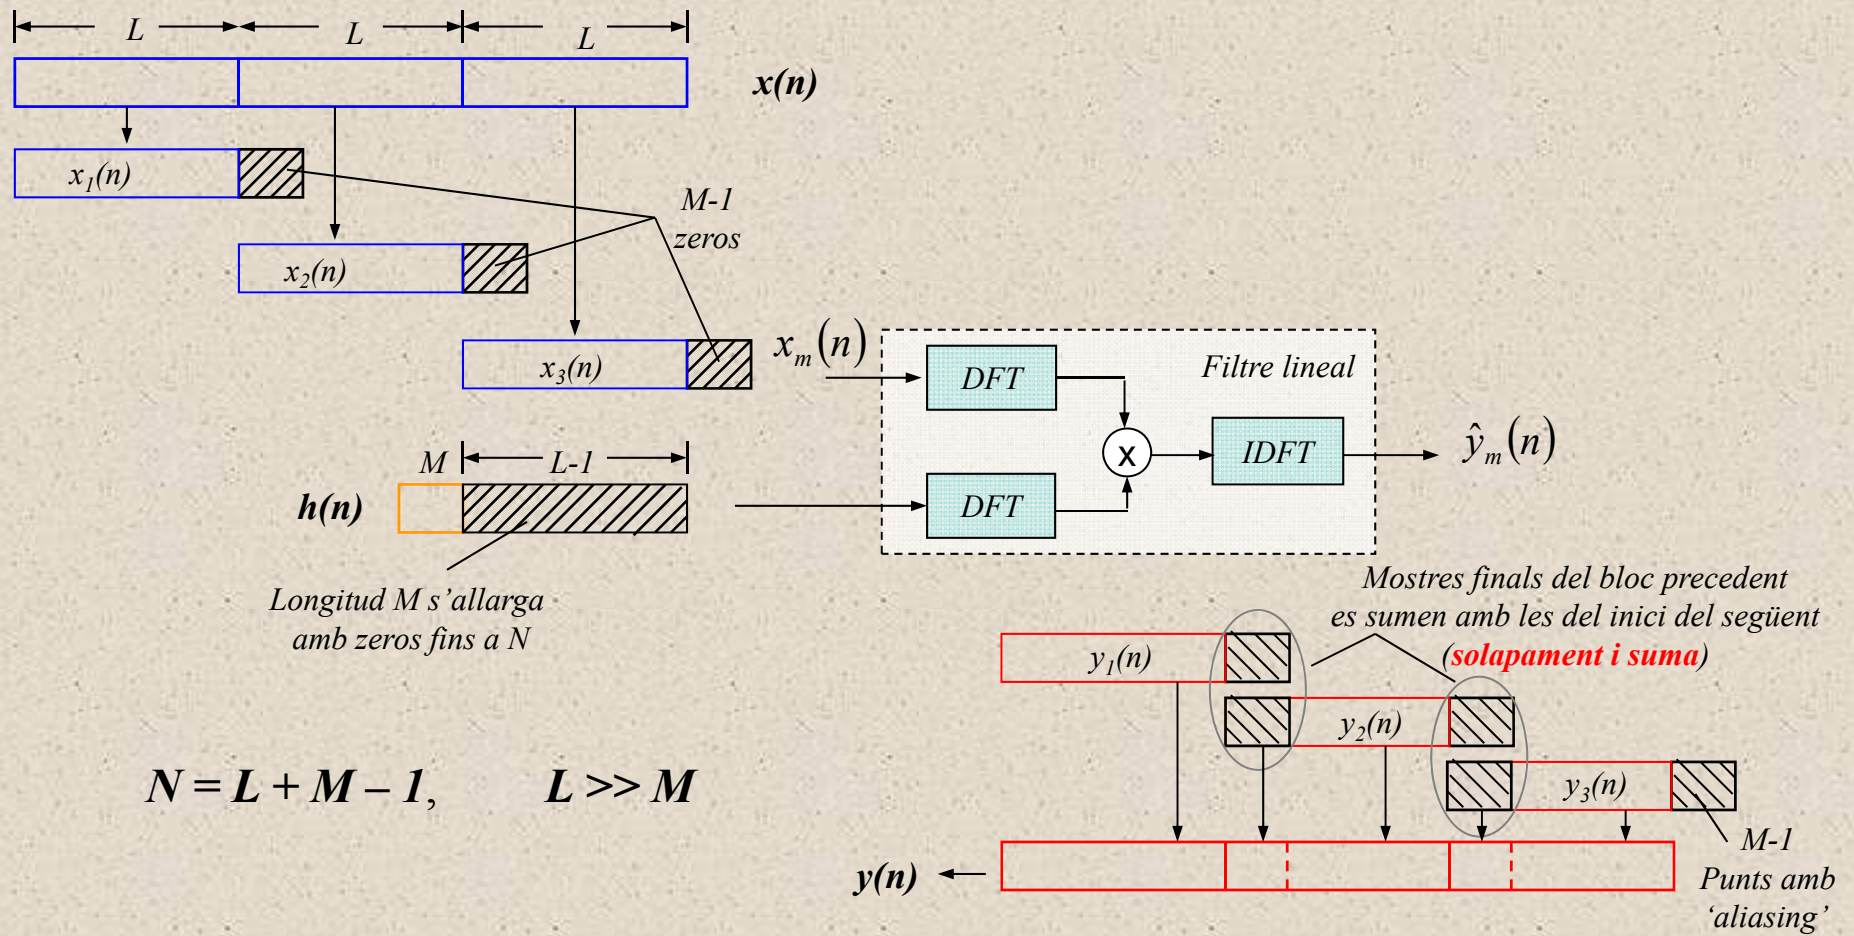 L
L
L
x(n)
x₁(n)
M-1
zeros
x₂(n)
x₃(n)
xₘ(n)
DFT
Filtre lineal
x
IDFT
ŷₘ(n)
M
L-1
h(n)
DFT
Longitud M s'allarga
amb zeros fins a N
Mostres finals del bloc precedent
es sumen amb les del inici del següent
(solapament i suma)
y₁(n)
y₂(n)
y₃(n)
N = L + M – 1, L >> M
y(n)
M-1
Punts amb
'aliasing'